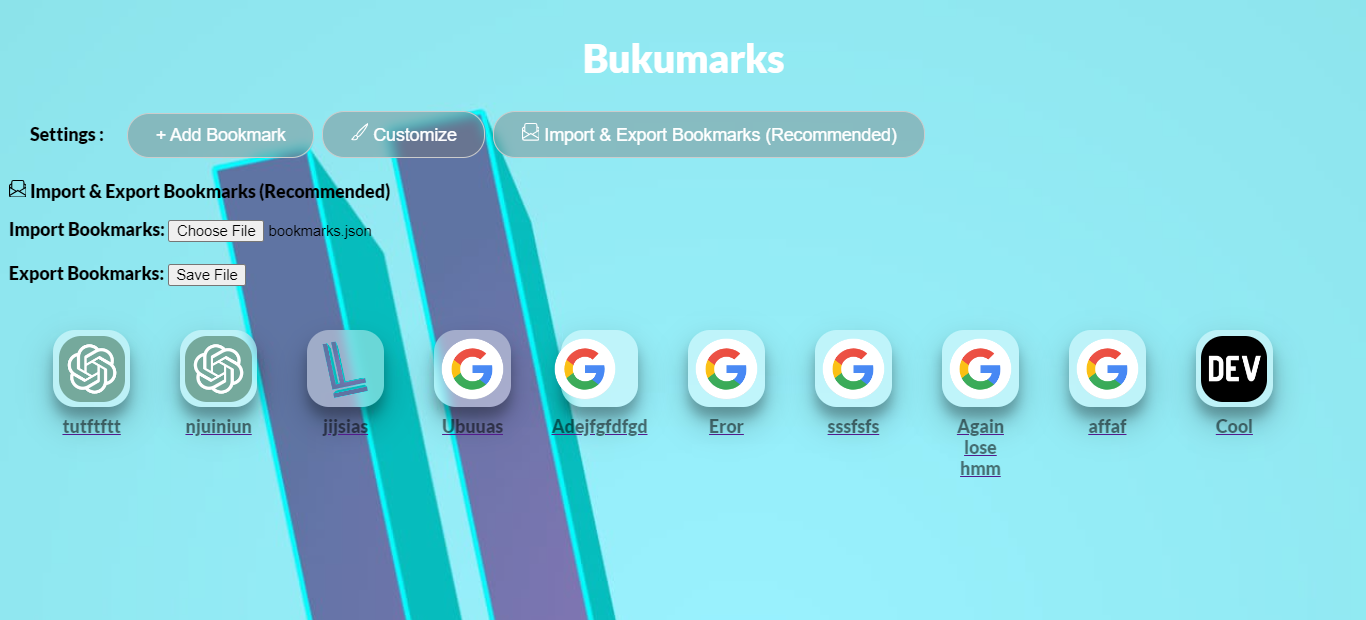 Bukumarks
Settings :
+ Add Bookmark
Customize
Import & Export Bookmarks (Recommended)
Import & Export Bookmarks (Recommended)
Import Bookmarks: Choose File bookmarks.json
Export Bookmarks: Save File
DEV
tutftftt
njuiniun
jijsias
Ubuuas
Adejfgfdfgd
Eror
sssfsfs
Again
lose
hmm
affaf
Cool